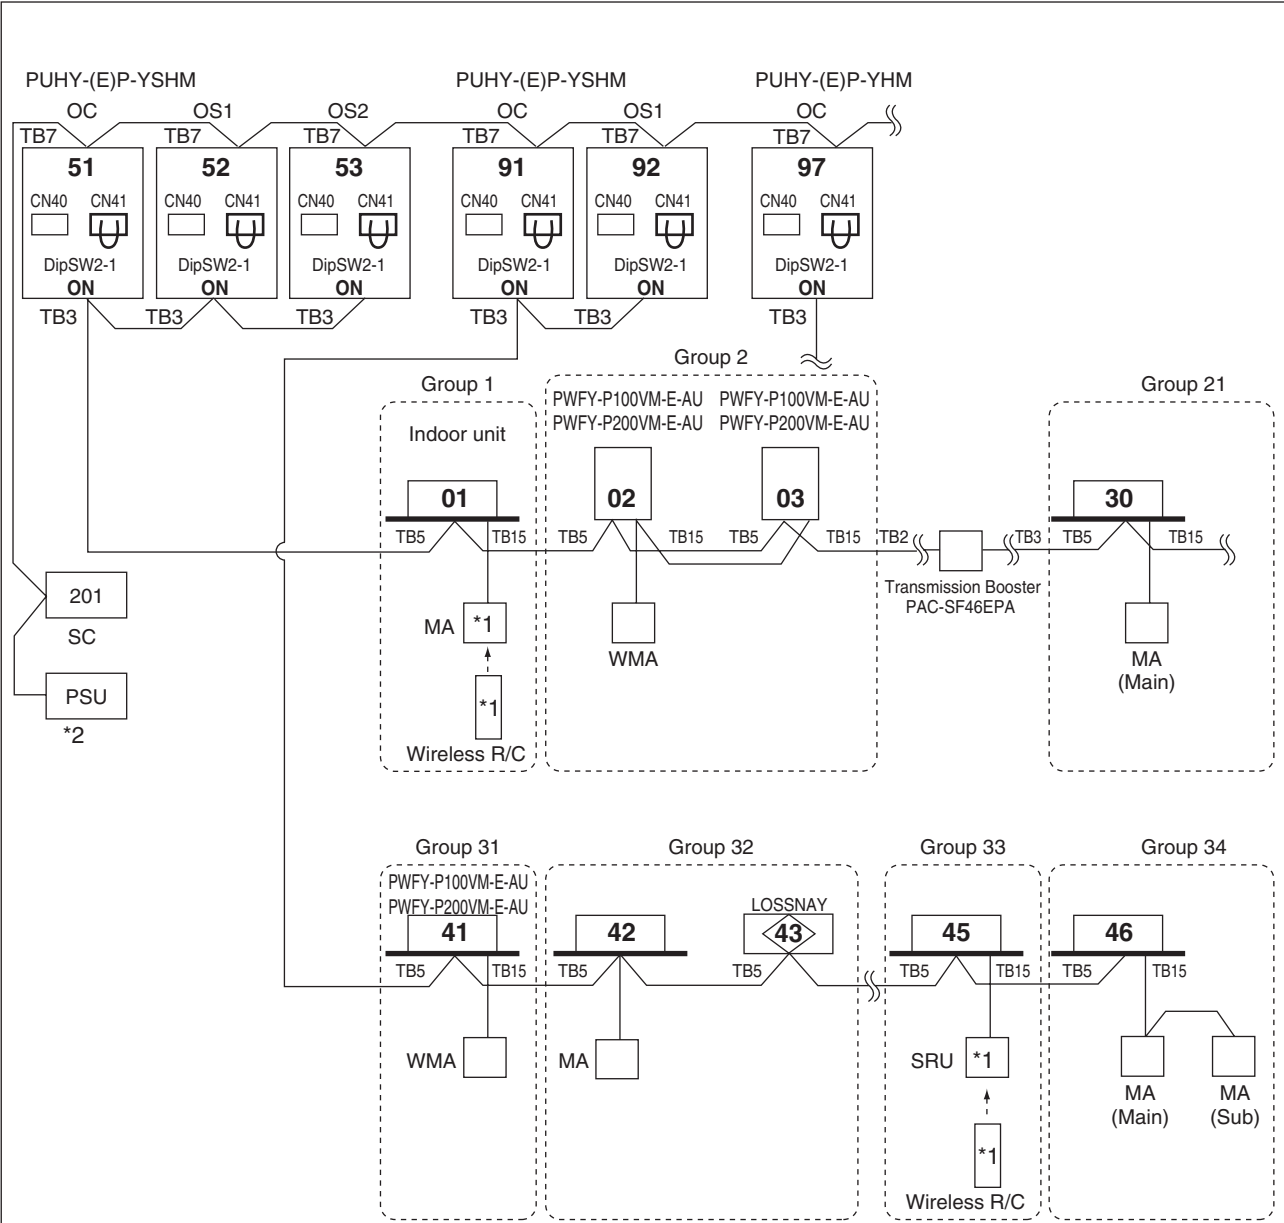 PUHY-(E)P-YSHM PUHY-(E)P-YSHM PUHY-(E)P-YHM
OC OS1 OS2 OC OS1 OC
TB7 TB7 TB7 TB7 TB7 TB7
51 52 53 91 92 97
CN40 CN41 CN40 CN41 CN40 CN41 CN40 CN41 CN40 CN41 CN40 CN41
DipSW2-1 DipSW2-1 DipSW2-1 DipSW2-1 DipSW2-1 DipSW2-1
ON ON ON ON ON ON
TB3 TB3 TB3 TB3 TB3 TB3
Group 1 Group 2 Group 21
PWFY-P100VM-E-AU PWFY-P100VM-E-AU
PWFY-P200VM-E-AU PWFY-P200VM-E-AU
Indoor unit
01 02 03 30
TB5 TB15 TB5 TB15 TB5 TB15 TB2 TB3 TB5 TB15
Transmission Booster
PAC-SF46EPA
201
SC
MA *1
WMA
MA
(Main)
PSU
*2
*1
Wireless R/C
Group 31 Group 32 Group 33 Group 34
PWFY-P100VM-E-AU
PWFY-P200VM-E-AU
LOSSNAY
41 42 43 45 46
TB5 TB15 TB5 TB5 TB5 TB15 TB5 TB15
WMA MA SRU *1
MA
(Main)
MA
(Sub)
*1
Wireless R/C